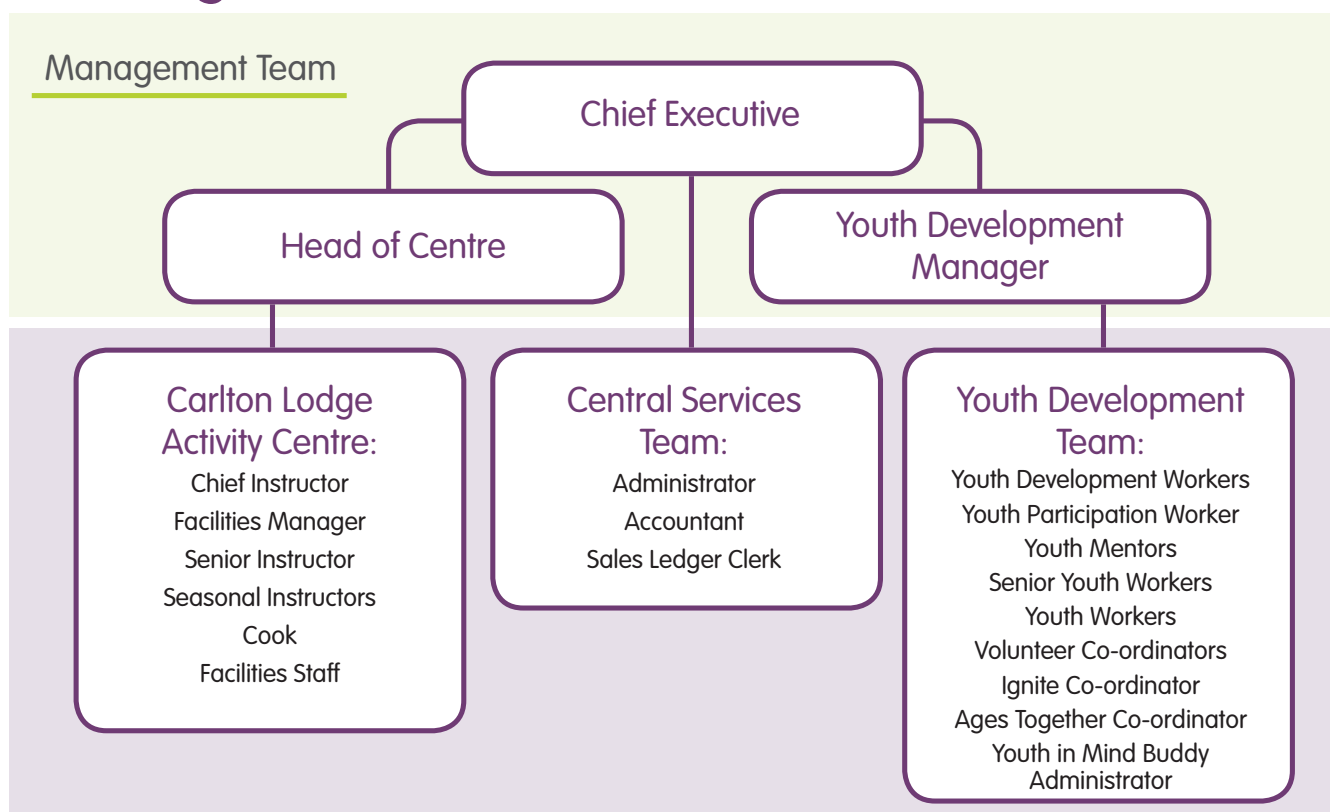 Management Team
Chief Executive
Head of Centre
Youth Development
Manager
Carlton Lodge
Activity Centre:
Chief Instructor
Facilities Manager
Senior Instructor
Seasonal Instructors
Cook
Facilities Staff
Central Services
Team:
Administrator
Accountant
Sales Ledger Clerk
Youth Development
Team:
Youth Development Workers
Youth Participation Worker
Youth Mentors
Senior Youth Workers
Youth Workers
Volunteer Co-ordinators
Ignite Co-ordinator
Ages Together Co-ordinator
Youth in Mind Buddy
Administrator